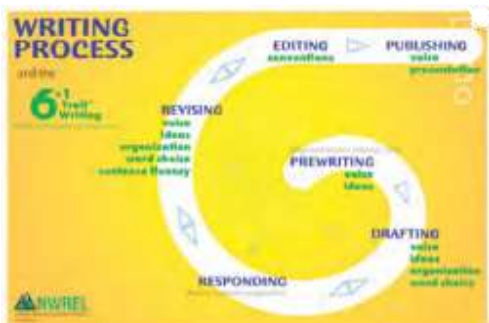 WRITING
PROCESS
and the
6+1
Trait
Writing
EDITING
conventions
PUBLISHING
voice
presentation
REVISING
voice
ideas
organization
word choice
sentence fluency
PREWRITING
voice
ideas
DRAFTING
voice
ideas
organization
word choice
RESPONDING
NWREL